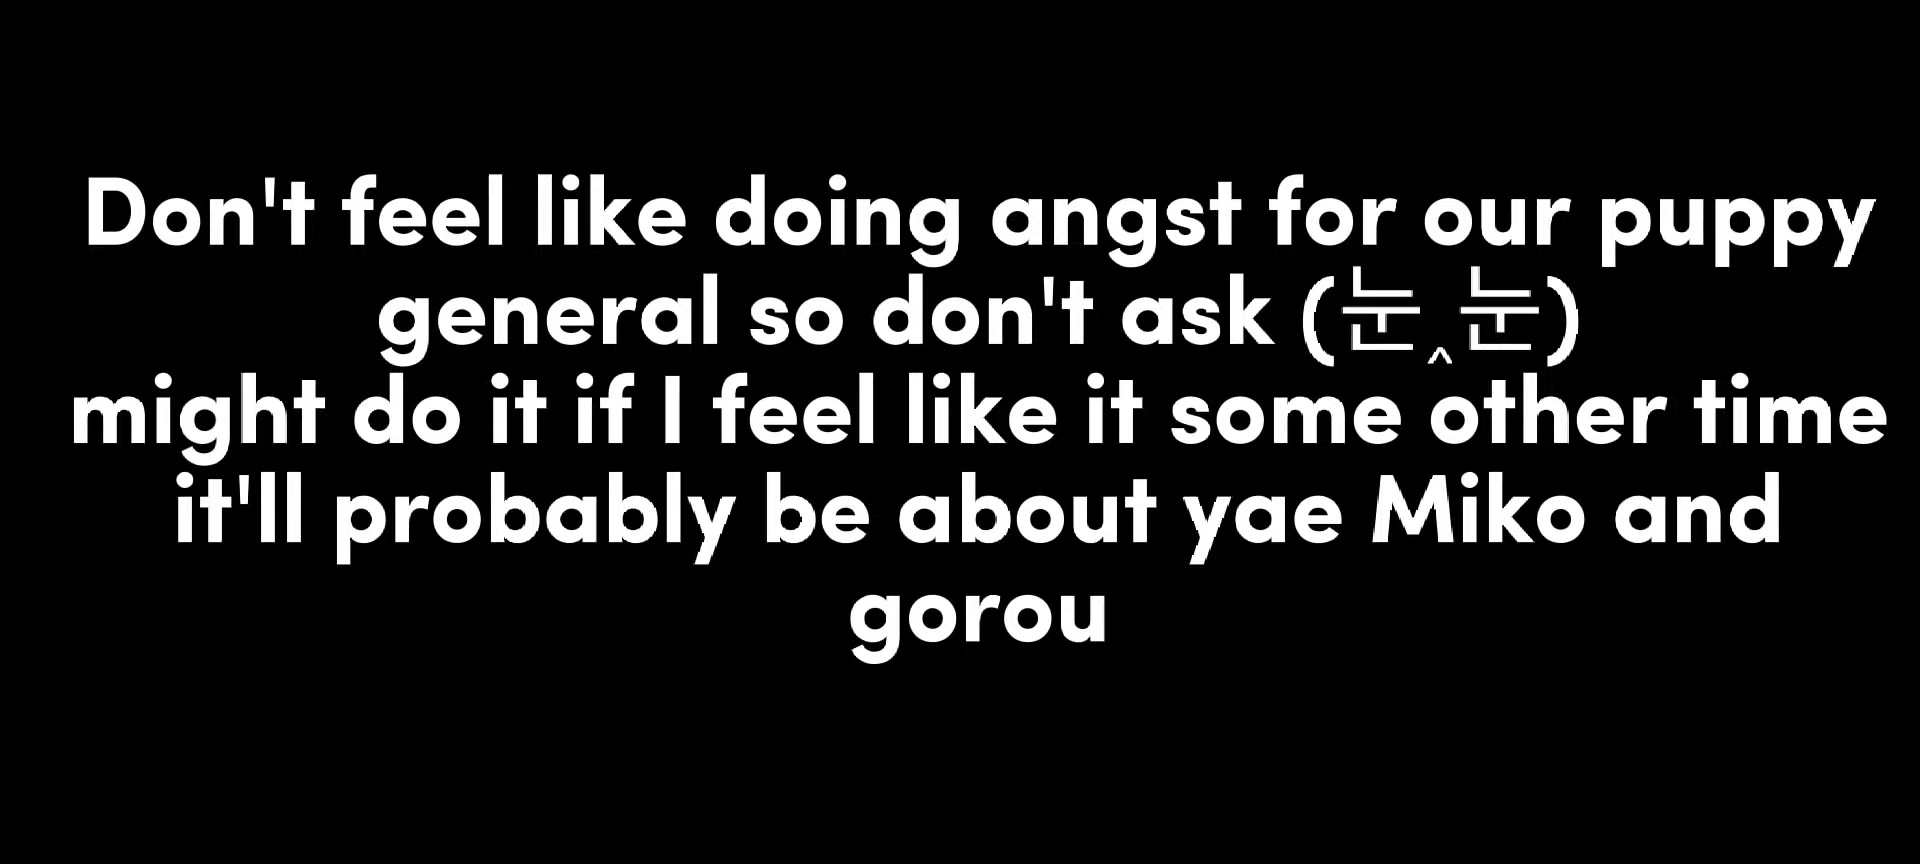 Don't feel like doing angst for our puppy
general so don't ask (눈‸눈)
might do it if I feel like it some other time
it'll probably be about yae Miko and
gorou